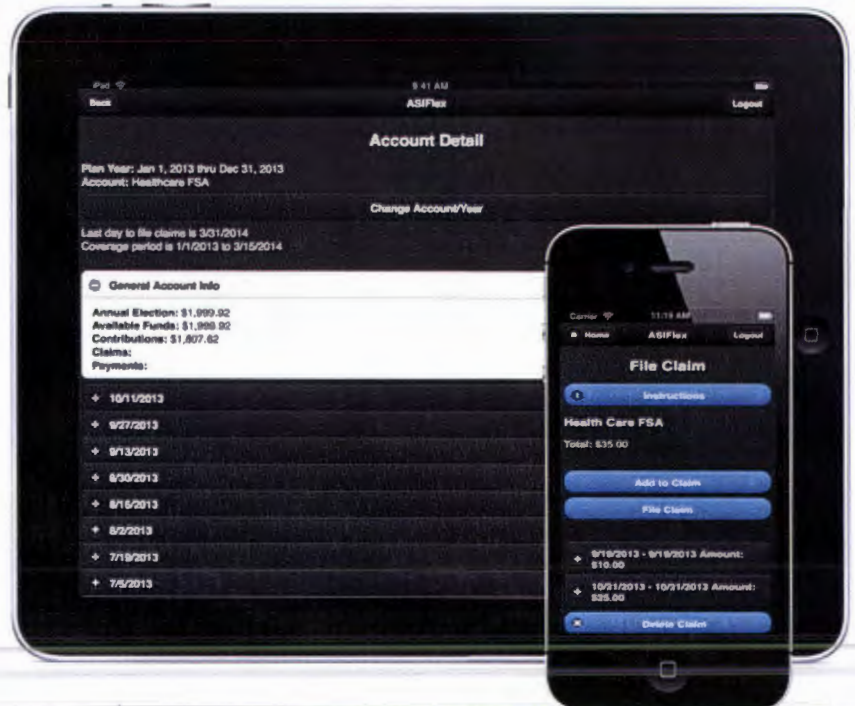 iPad
9:41 AM
Back
ASIFlex
Logout
Account Detail
Plan Year: Jan 1, 2013 thru Dec 31, 2013
Account: Healthcare FSA
Change Account/Year
Last day to file claims is 3/31/2014
Coverage period is 1/1/2013 to 3/15/2014
General Account Info
Annual Election: $1,999.92
Available Funds: $1,999.92
Contributions: $1,807.62
Claims:
Payments:
10/11/2013
9/27/2013
9/13/2013
8/30/2013
8/15/2013
8/2/2013
7/19/2013
7/5/2013
Carrier
11:15 AM
Home
ASIFlex
Logout
File Claim
Instructions
Health Care FSA
Total: $35.00
Add to Claim
File Claim
9/19/2013 - 9/19/2013 Amount:
$10.00
10/21/2013 - 10/21/2013 Amount:
$25.00
Delete Claim